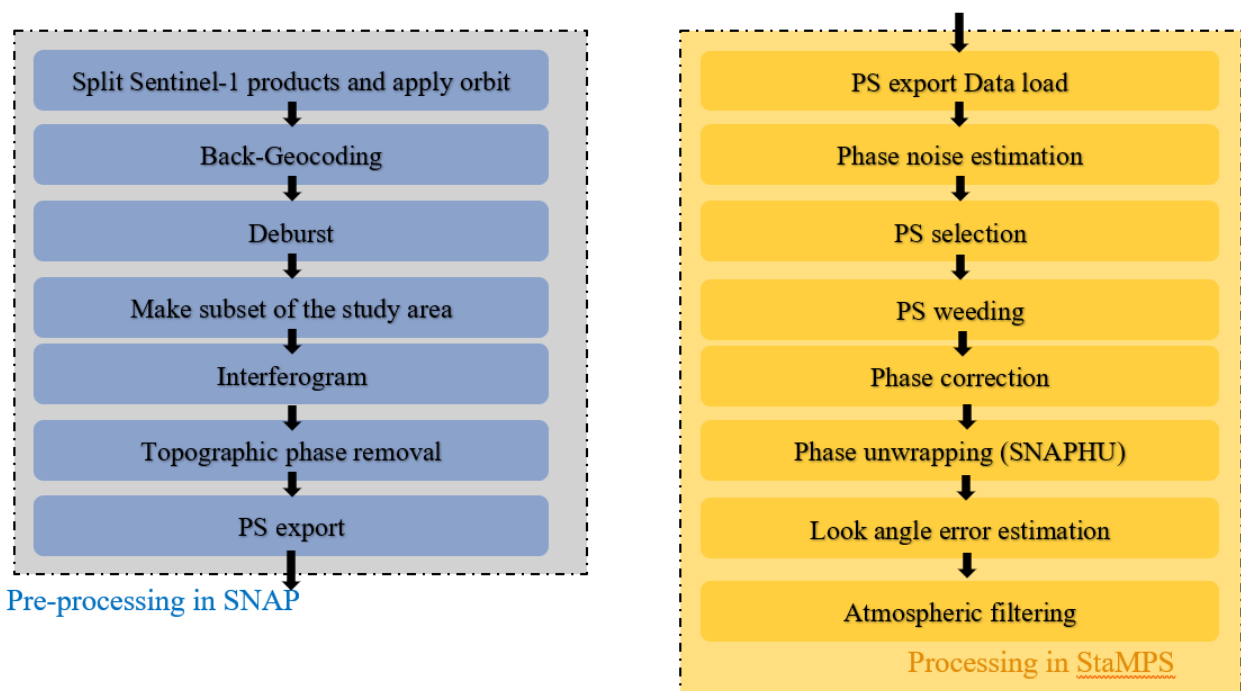 Split Sentinel-1 products and apply orbit
Back-Geocoding
Deburst
Make subset of the study area
Interferogram
Topographic phase removal
PS export
Pre-processing in SNAP
PS export Data load
Phase noise estimation
PS selection
PS weeding
Phase correction
Phase unwrapping (SNAPHU)
Look angle error estimation
Atmospheric filtering
Processing in StaMPS